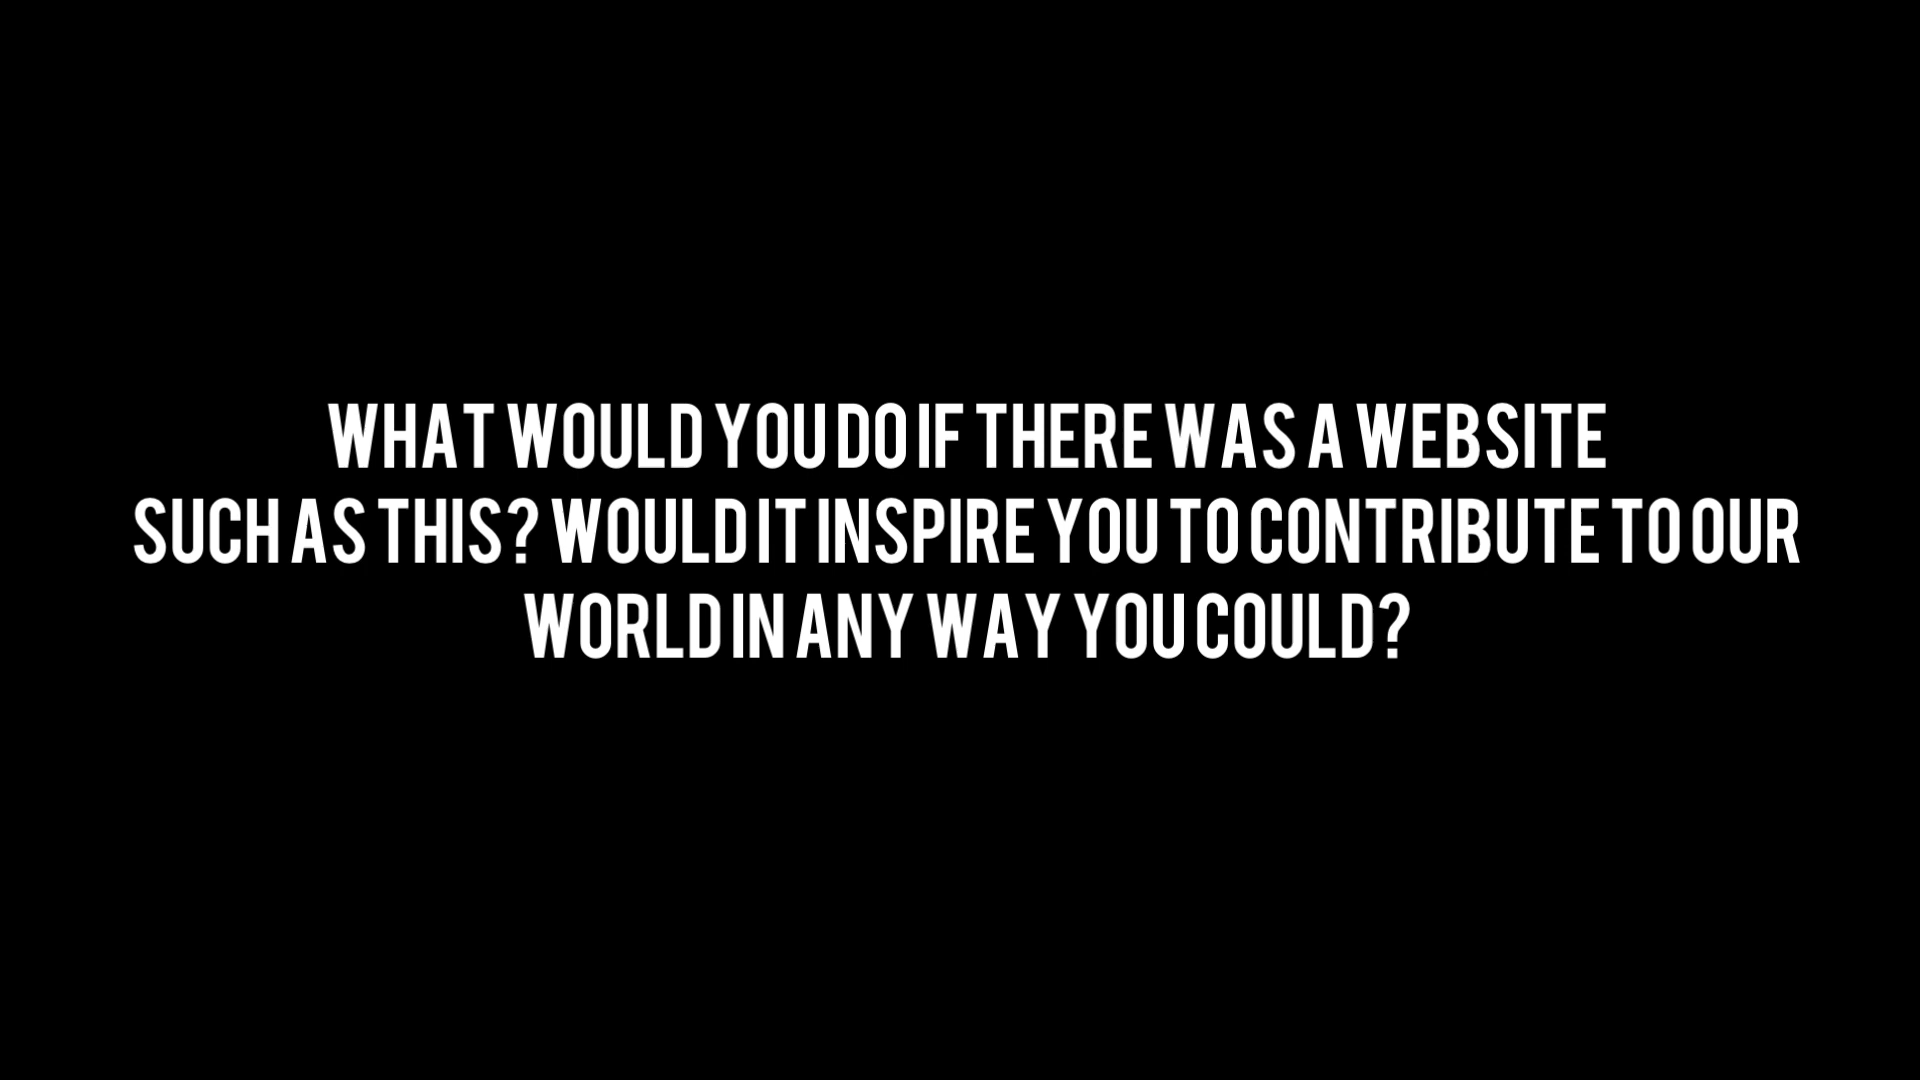 WHAT WOULD YOU DO IF THERE WAS A WEBSITE
SUCH AS THIS? WOULD IT INSPIRE YOU TO CONTRIBUTE TO OUR
WORLD IN ANY WAY YOU COULD?